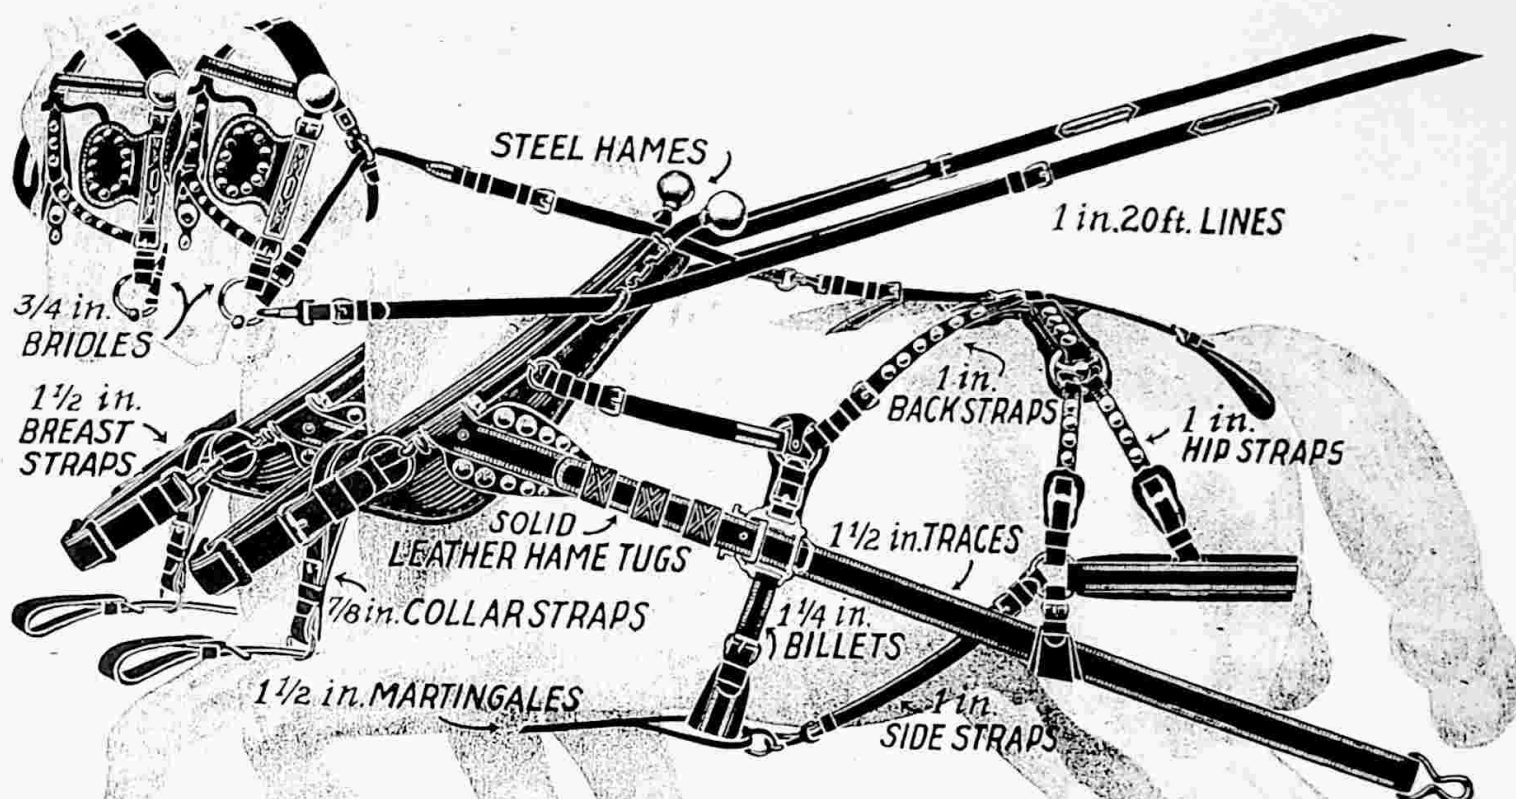 STEEL HAMES
1 in. 20ft. LINES
3/4 in.
BRIDLES
1 1/2 in.
BREAST
STRAPS
1 in.
BACK STRAPS
1 in.
HIP STRAPS
SOLID
LEATHER HAME TUGS
1 1/2 in. TRACES
7/8 in. COLLAR STRAPS
1 1/4 in.
BILLETS
1 1/2 in. MARTINGALES
1 in.
SIDE STRAPS